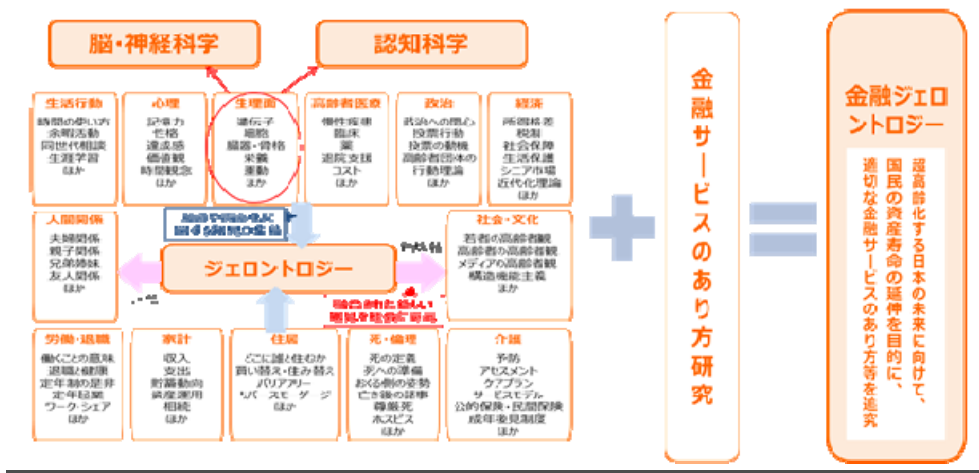 脳・神経科学
認知科学
生活行動
時間の使い方
余暇活動
同世代相談
生涯学習
ほか
心理
記憶力
性格
達成感
価値観
時間観念
ほか
生理面
遺伝子
細胞
臓器・骨格
栄養
運動
ほか
高齢者医療
慢性疾患
臨床
薬
退院支援
コスト
ほか
政治
政治への関心
投票行動
投票の動機
高齢者団体の
行動理論
ほか
経済
所得格差
税制
社会保障
生活保護
シニア市場
近代化理論
ほか
人間関係
夫婦関係
親子関係
兄弟姉妹
友人関係
ほか
ジェロントロジー
社会・文化
若者の高齢者観
高齢者の高齢者観
メディアの高齢者観
構造機能主義
ほか
労働・退職
働くことの意味
退職と健康
定年制の是非
定年起業
ワーク・シェア
ほか
家計
収入
支出
貯蓄動向
資産運用
相続
ほか
住居
どこに誰と住むか
買い替え・住み替え
バリアフリー
リバースモーゲージ
ほか
死・倫理
死の定義
死への準備
おくる側の姿勢
亡き後の諸事
尊厳死
ホスピス
ほか
介護
予防
アセスメント
ケアプラン
サービスモデル
公的保険・民間保険
成年後見制度
ほか
金融サービスのあり方研究
金融ジェロ
ントロジー
超高齢化する日本の未来に向けて、
国民の資産寿命の延伸を目的に、
適切な金融サービスのあり方等を追究